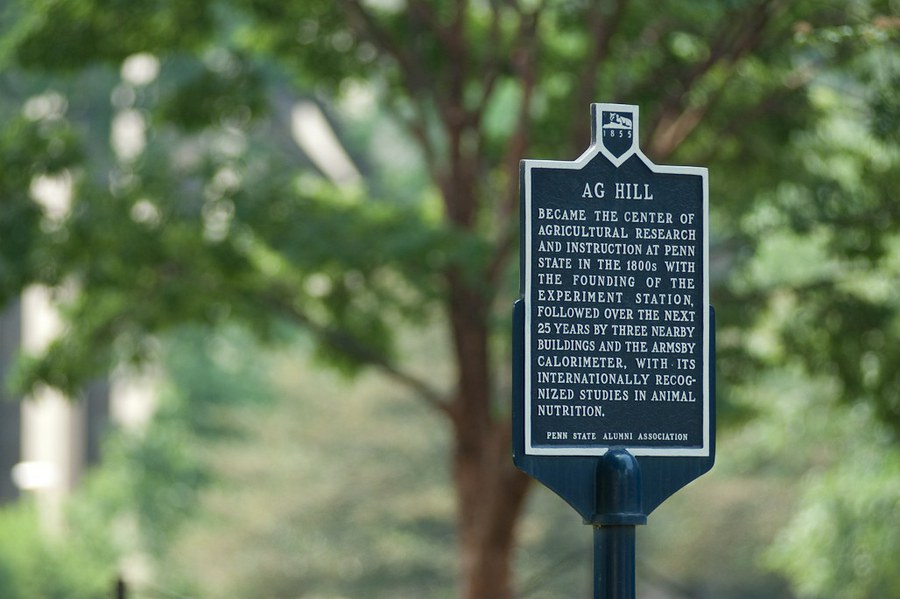 1855
AG HILL
BECAME THE CENTER OF
AGRICULTURAL RESEARCH
AND INSTRUCTION AT PENN
STATE IN THE 1800s WITH
THE FOUNDING OF THE
EXPERIMENT STATION,
FOLLOWED OVER THE NEXT
25 YEARS BY THREE NEARBY
BUILDINGS AND THE ARMSBY
CALORIMETER, WITH ITS
INTERNATIONALLY RECOG-
NIZED STUDIES IN ANIMAL
NUTRITION.
PENN STATE ALUMNI ASSOCIATION